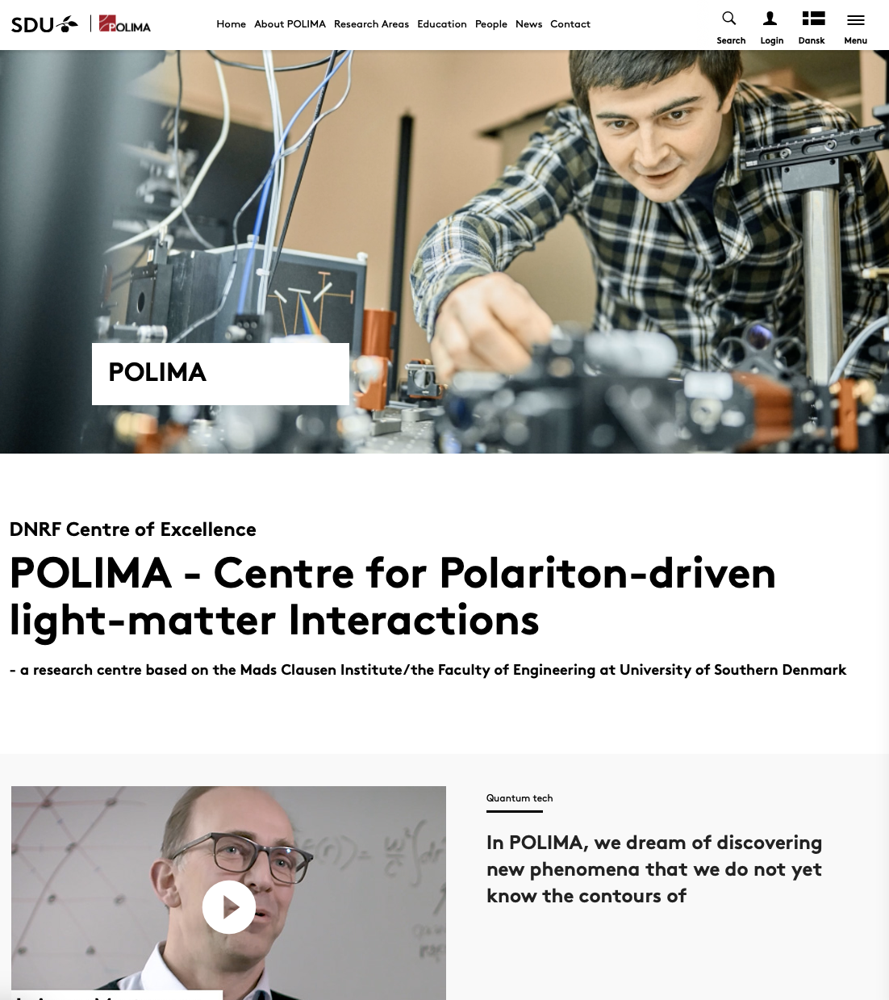 SDU POLIMA
Home About POLIMA Research Areas Education People News Contact
Search Login Dansk Menu
POLIMA
DNRF Centre of Excellence
POLIMA - Centre for Polariton-driven
light-matter Interactions
- a research centre based on the Mads Clausen Institute/the Faculty of Engineering at University of Southern Denmark
Quantum tech
In POLIMA, we dream of discovering
new phenomena that we do not yet
know the contours of